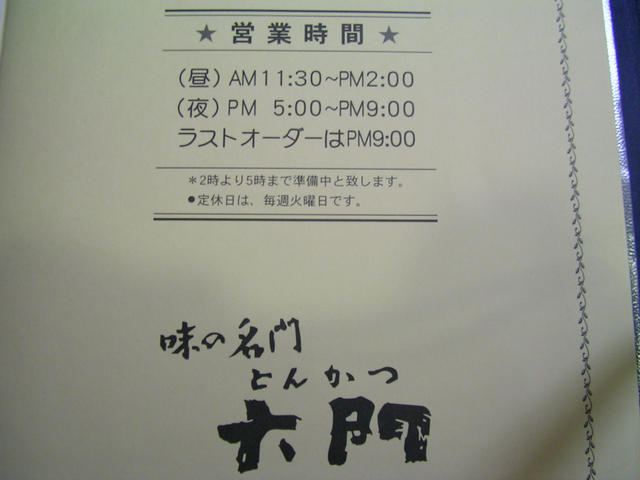 ★営業時間★
(昼)AM11:30~PM2:00
(夜)PM 5:00~PM9:00
ラストオーダーはPM9:00
*2時より5時まで準備中と致します。
●定休日は、毎週火曜日です。
味の名門
とんかつ
六門